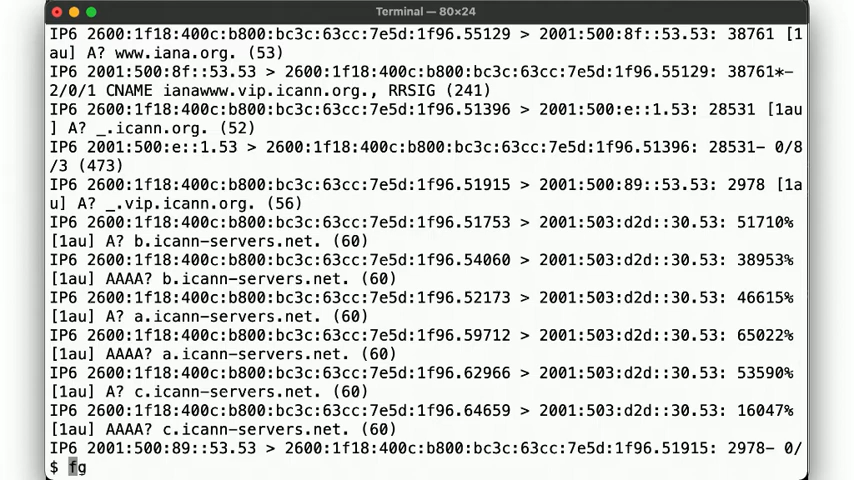 Terminal — 80×24
IP6 2600:1f18:400c:b800:bc3c:63cc:7e5d:1f96.55129 > 2001:500:8f::53.53: 38761 [1
au] A? www.iana.org. (53)
IP6 2001:500:8f::53.53 > 2600:1f18:400c:b800:bc3c:63cc:7e5d:1f96.55129: 38761*-
2/0/1 CNAME ianawww.vip.icann.org., RRSIG (241)
IP6 2600:1f18:400c:b800:bc3c:63cc:7e5d:1f96.51396 > 2001:500:e::1.53: 28531 [1au
] A? _.icann.org. (52)
IP6 2001:500:e::1.53 > 2600:1f18:400c:b800:bc3c:63cc:7e5d:1f96.51396: 28531- 0/8
/3 (473)
IP6 2600:1f18:400c:b800:bc3c:63cc:7e5d:1f96.51915 > 2001:500:89::53.53: 2978 [1a
u] A? _.vip.icann.org. (56)
IP6 2600:1f18:400c:b800:bc3c:63cc:7e5d:1f96.51753 > 2001:503:d2d::30.53: 51710%
[1au] A? b.icann-servers.net. (60)
IP6 2600:1f18:400c:b800:bc3c:63cc:7e5d:1f96.54060 > 2001:503:d2d::30.53: 38953%
[1au] AAAA? b.icann-servers.net. (60)
IP6 2600:1f18:400c:b800:bc3c:63cc:7e5d:1f96.52173 > 2001:503:d2d::30.53: 46615%
[1au] A? a.icann-servers.net. (60)
IP6 2600:1f18:400c:b800:bc3c:63cc:7e5d:1f96.59712 > 2001:503:d2d::30.53: 65022%
[1au] AAAA? a.icann-servers.net. (60)
IP6 2600:1f18:400c:b800:bc3c:63cc:7e5d:1f96.62966 > 2001:503:d2d::30.53: 53590%
[1au] A? c.icann-servers.net. (60)
IP6 2600:1f18:400c:b800:bc3c:63cc:7e5d:1f96.64659 > 2001:503:d2d::30.53: 16047%
[1au] AAAA? c.icann-servers.net. (60)
IP6 2001:500:89::53.53 > 2600:1f18:400c:b800:bc3c:63cc:7e5d:1f96.51915: 2978- 0/
$ fg